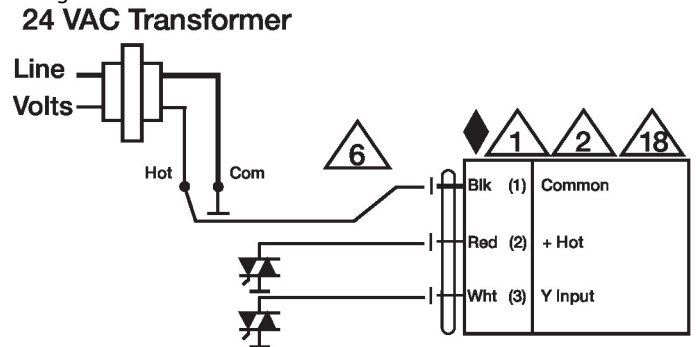 24 VAC Transformer
Line
Volts
Hot
Com
6
1
2
18
Blk (1) Common
Red (2) + Hot
Wht (3) Y Input